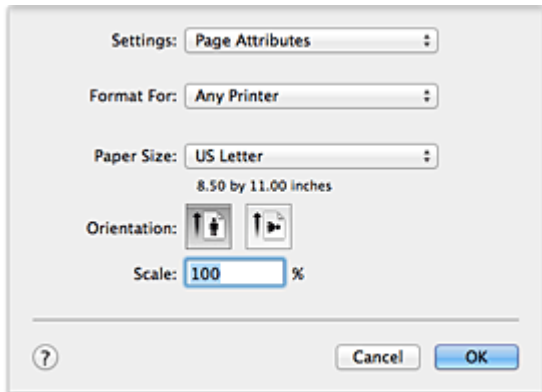 Settings: Page Attributes
Format For: Any Printer
Paper Size: US Letter
8.50 by 11.00 inches
Orientation:
Scale: 100 %
? Cancel OK